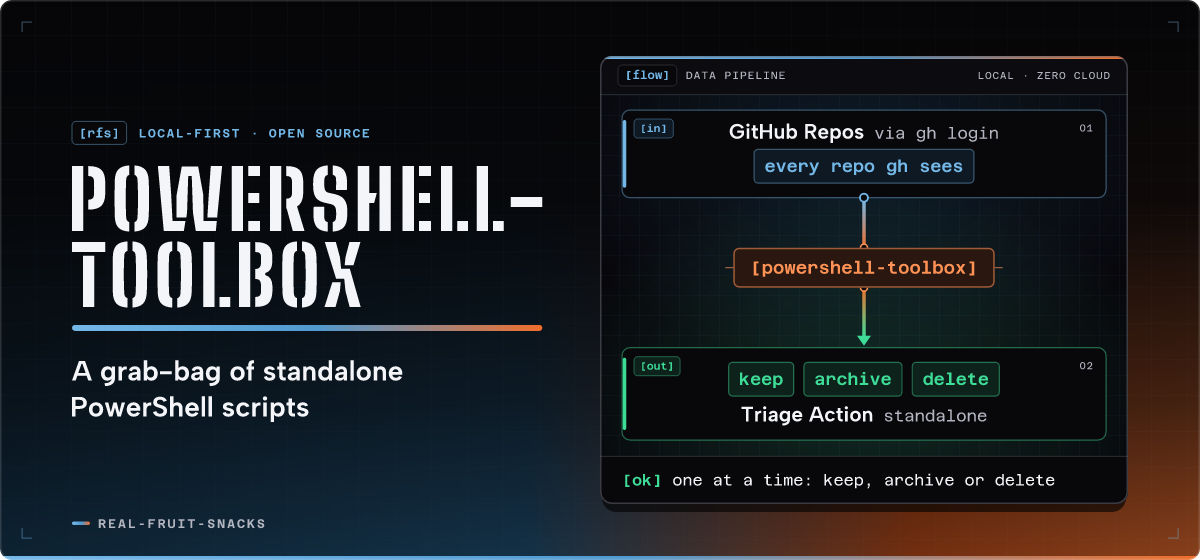 [rfs] LOCAL-FIRST · OPEN SOURCE
POWERSHELL-
TOOLBOX
A grab-bag of standalone
PowerShell scripts
REAL-FRUIT-SNACKS
[flow] DATA PIPELINE
LOCAL · ZERO CLOUD
[in]
GitHub Repos via gh login
01
every repo gh sees
[powershell-toolbox]
[out]
keep archive delete
02
Triage Action standalone
[ok] one at a time: keep, archive or delete